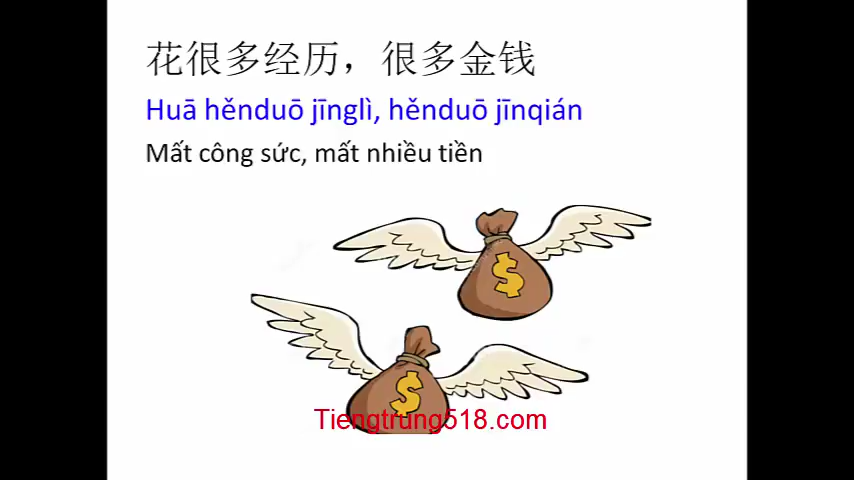 花很多经历，很多金钱
Huā hěnduō jīnglì, hěnduō jīnqián
Mất công sức, mất nhiều tiền
$
$
Tiengtrung518.com